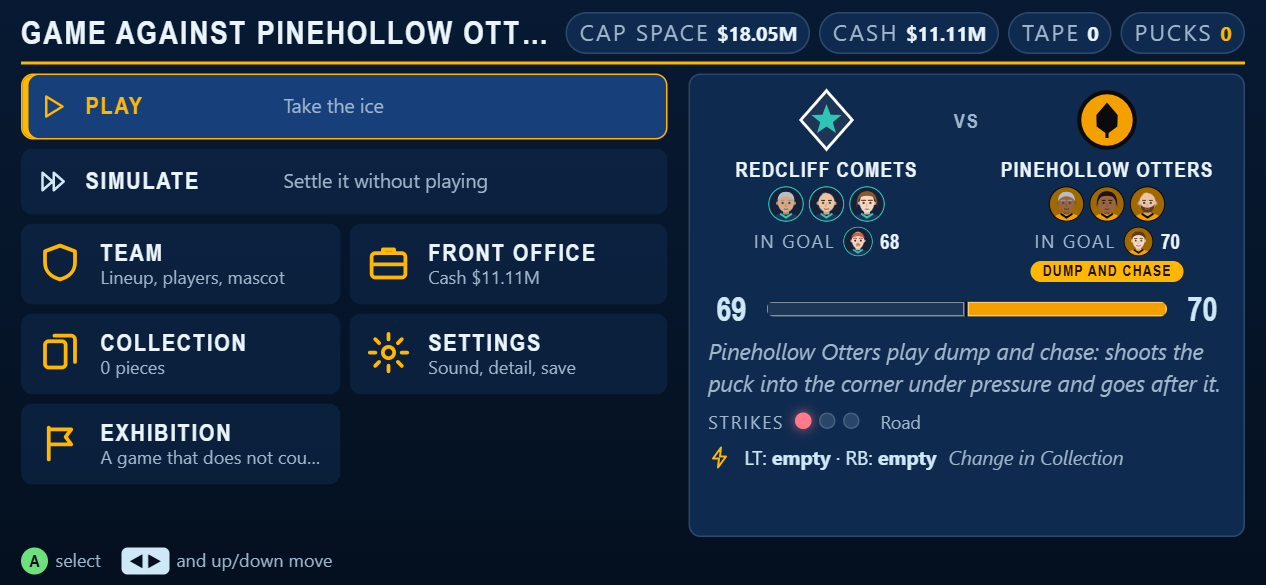 GAME AGAINST PINEHOLLOW OTT...
CAP SPACE $18.05M
CASH $11.11M
TAPE 0
PUCKS 0
PLAY
Take the ice
SIMULATE
Settle it without playing
TEAM
Lineup, players, mascot
FRONT OFFICE
Cash $11.11M
COLLECTION
0 pieces
SETTINGS
Sound, detail, save
EXHIBITION
A game that does not cou...
VS
REDCLIFF COMETS
PINEHOLLOW OTTERS
IN GOAL 68
IN GOAL 70
DUMP AND CHASE
69
70
Pinehollow Otters play dump and chase: shoots the
puck into the corner under pressure and goes after it.
STRIKES Road
LT: empty · RB: empty Change in Collection
A select
and up/down move